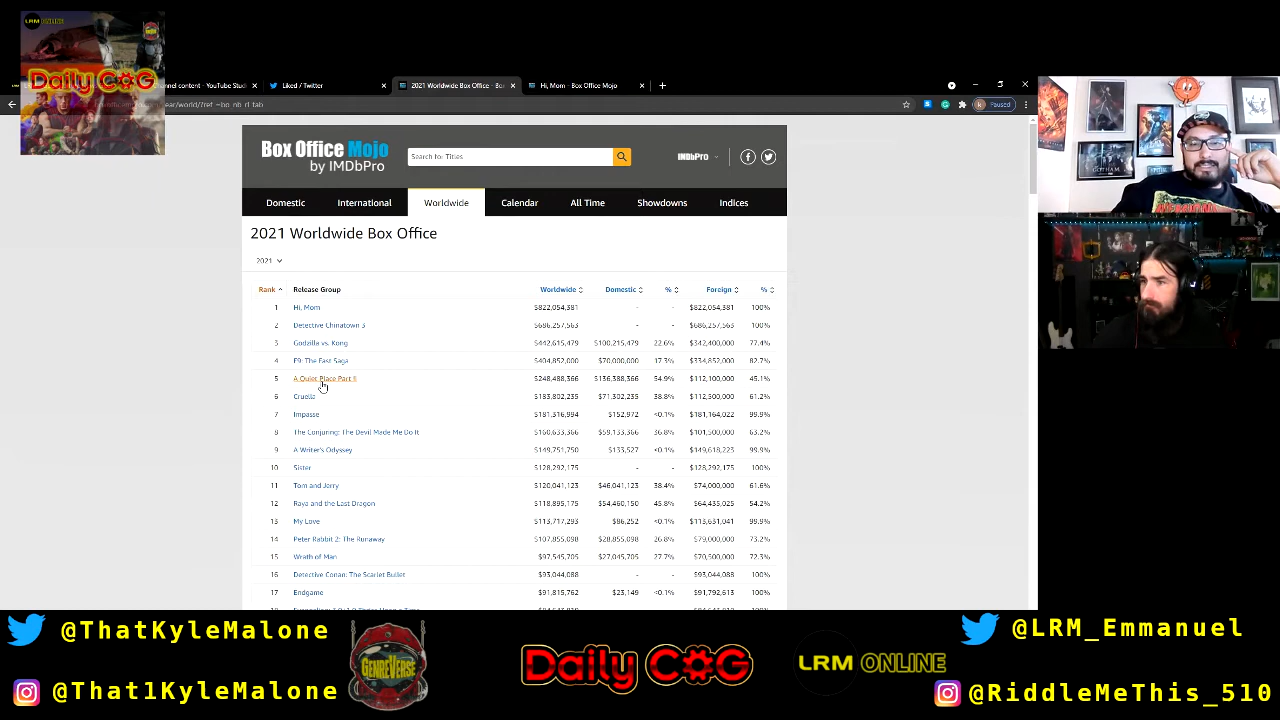 LRM ONLINE
Daily COG
channel content - YouTube Stud
Liked / Twitter
2021 Worldwide Box Office - Bo
Hi, Mom - Box Office Mojo
Paused
Box Office Mojo
by IMDbPro
Search for Titles
IMDbPro
Domestic International Worldwide Calendar All Time Showdowns Indices
2021 Worldwide Box Office
2021
Rank Release Group Worldwide Domestic % Foreign %
1 Hi, Mom $822,054,381 - - $822,054,381 100%
2 Detective Chinatown 3 $686,257,563 - - $686,257,563 100%
3 Godzilla vs. Kong $442,615,479 $100,215,479 22.6% $342,400,000 77.4%
4 F9: The Fast Saga $404,852,000 $70,000,000 17.3% $334,852,000 82.7%
5 A Quiet Place Part II $248,488,366 $136,388,366 54.9% $112,100,000 45.1%
6 Cruella $183,802,235 $71,302,235 38.8% $112,500,000 61.2%
7 Impasse $181,316,994 $152,972 <0.1% $181,164,022 99.9%
8 The Conjuring: The Devil Made Me Do It $160,633,366 $59,133,366 36.8% $101,500,000 63.2%
9 A Writer's Odyssey $149,751,750 $133,527 <0.1% $149,618,223 99.9%
10 Sister $128,292,175 - - $128,292,175 100%
11 Tom and Jerry $120,041,123 $46,041,123 38.4% $74,000,000 61.6%
12 Raya and the Last Dragon $118,895,175 $54,460,150 45.8% $64,435,025 54.2%
13 My Love $113,717,293 $86,252 <0.1% $113,631,041 99.9%
14 Peter Rabbit 2: The Runaway $107,855,098 $28,855,098 26.8% $79,000,000 73.2%
15 Wrath of Man $97,545,705 $27,045,705 27.7% $70,500,000 72.3%
16 Detective Conan: The Scarlet Bullet $93,044,088 - - $93,044,088 100%
17 Endgame $91,815,762 $23,149 <0.1% $91,792,613 100%
GOTHAM
@ThatKyleMalone
@That1KyleMalone
GENREVERSE
Daily COG
LRM ONLINE
@LRM_Emmanuel
@RiddleMeThis_510